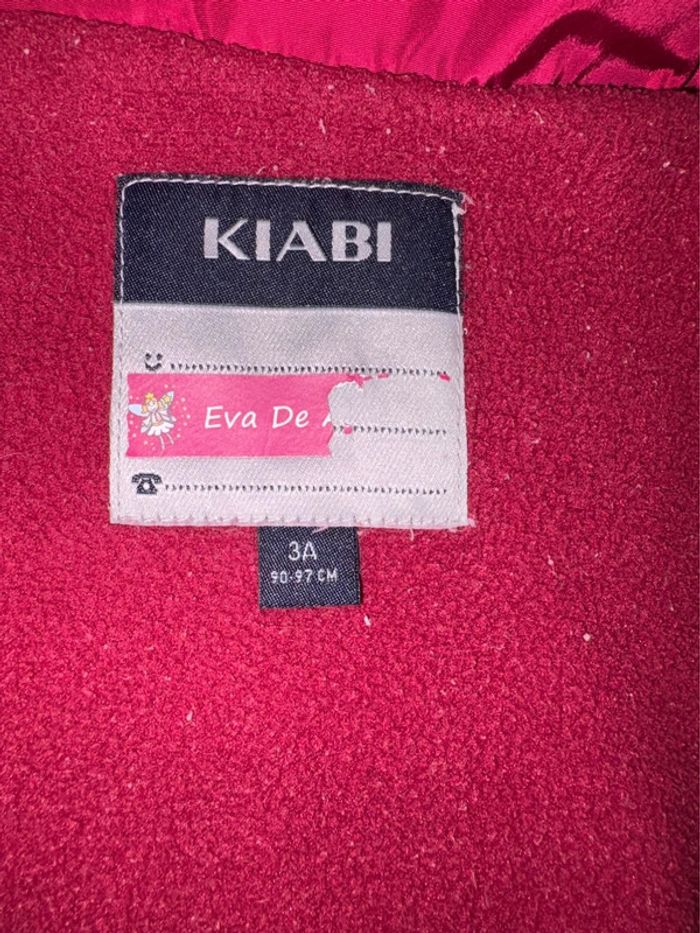 KIABI
Eva De
3A
90-97 CM